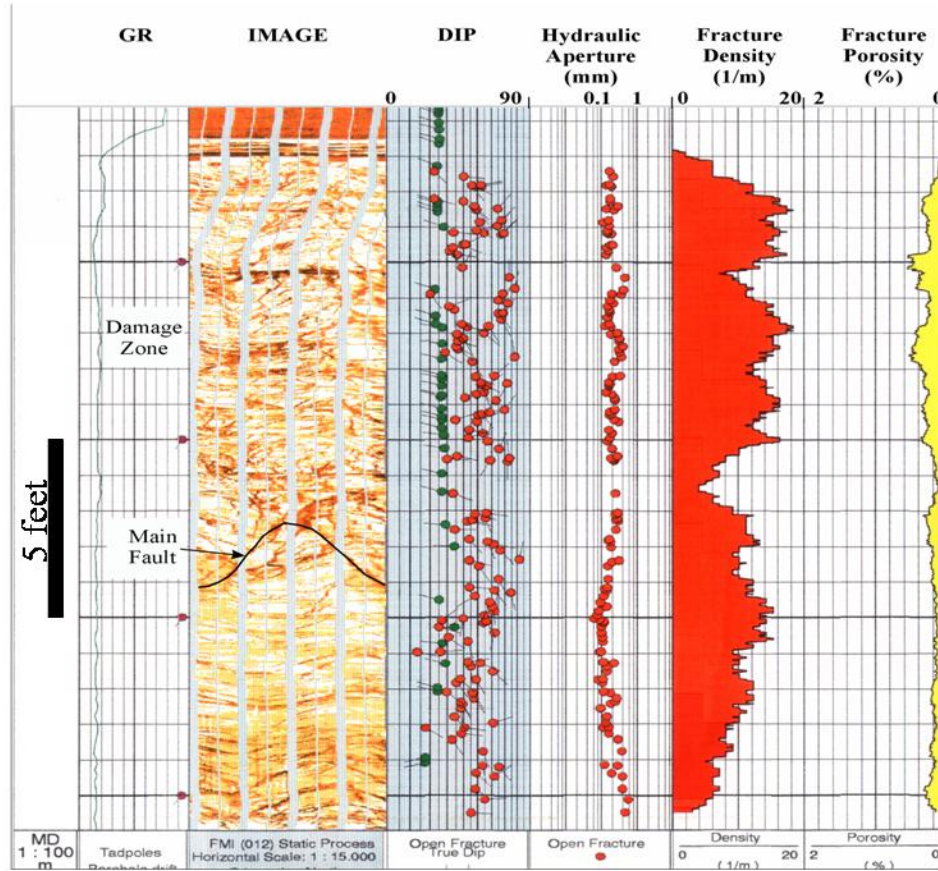 GR IMAGE DIP Hydraulic Aperture (mm) Fracture Density (1/m) Fracture Porosity (%)
0 90 0.1 1 0 20 2 0
Damage
Zone
5 feet
Main
Fault
MD
1 : 100
m
Tadpoles
FMI (012) Static Process
Horizontal Scale: 1 : 15.000
Open Fracture
True Dip
Open Fracture
Density
0 20
(1/m)
Porosity
2 0
(%)